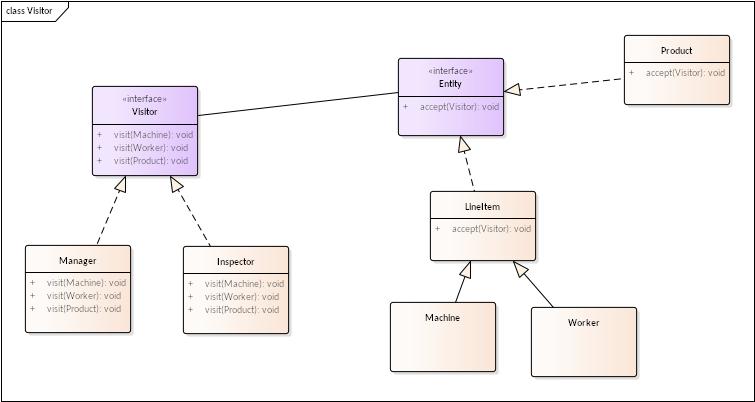 class Visitor
«interface»
Visitor
+ visit(Machine): void
+ visit(Worker): void
+ visit(Product): void
«interface»
Entity
+ accept(Visitor): void
Product
+ accept(Visitor): void
LineItem
+ accept(Visitor): void
Manager
+ visit(Machine): void
+ visit(Worker): void
+ visit(Product): void
Inspector
+ visit(Machine): void
+ visit(Worker): void
+ visit(Product): void
Machine
Worker